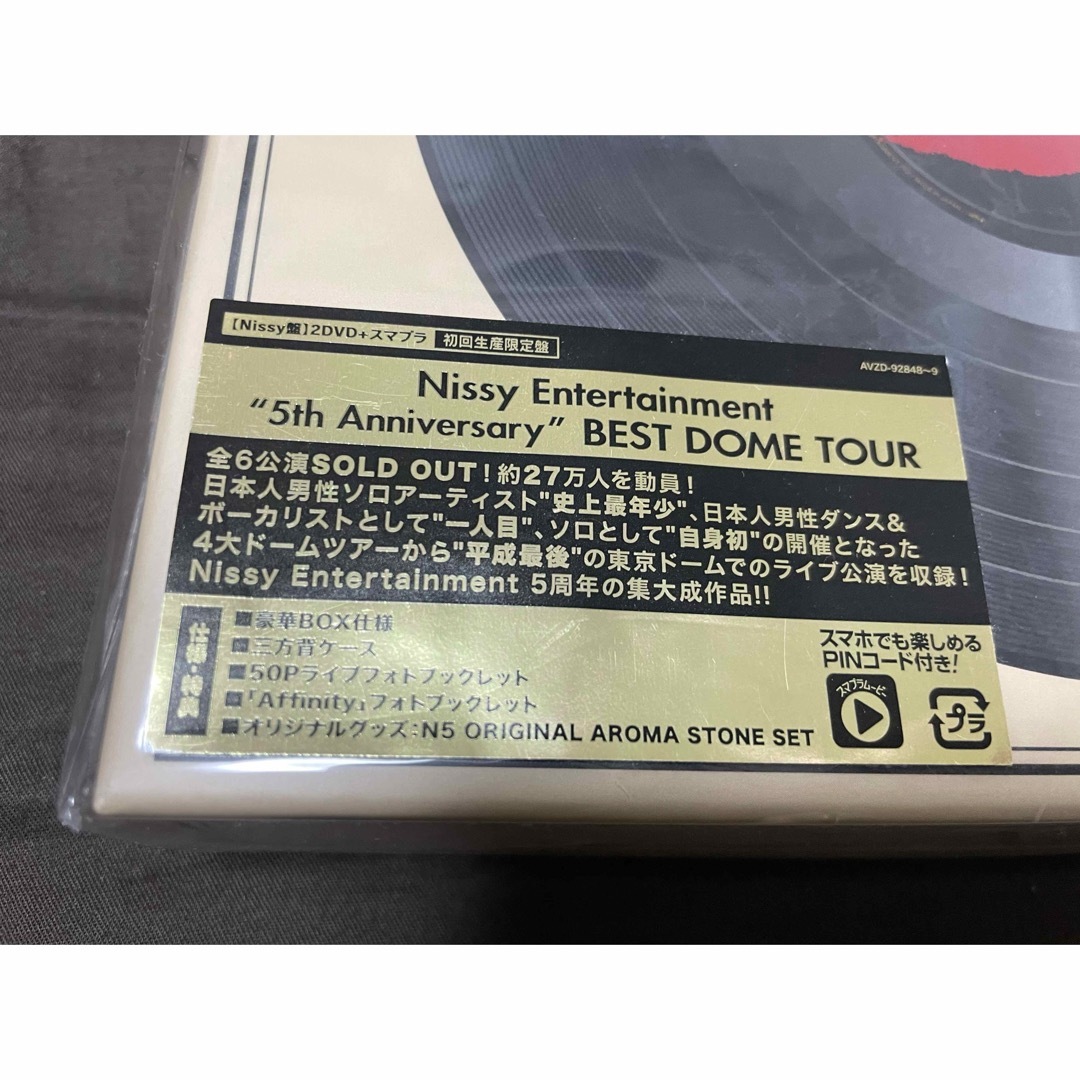 【Nissy盤】2DVD+スマプラ 初回生産限定盤
AVZD-92848〜9
Nissy Entertainment
"5th Anniversary" BEST DOME TOUR
全6公演SOLD OUT！約27万人を動員！
日本人男性ソロアーティスト"史上最年少"、日本人男性ダンス&
ボーカリストとして"一人目"、ソロとして"自身初"の開催となった
4大ドームツアーから"平成最後"の東京ドームでのライブ公演を収録！
Nissy Entertainment 5周年の集大成作品!!
仕様・特典
■豪華BOX仕様
■三方背ケース
■50Pライブフォトブックレット
■「Affinity」フォトブックレット
■オリジナルグッズ：N5 ORIGINAL AROMA STONE SET
スマホでも楽しめる
PINコード付き！
スマプラムービー
プラ